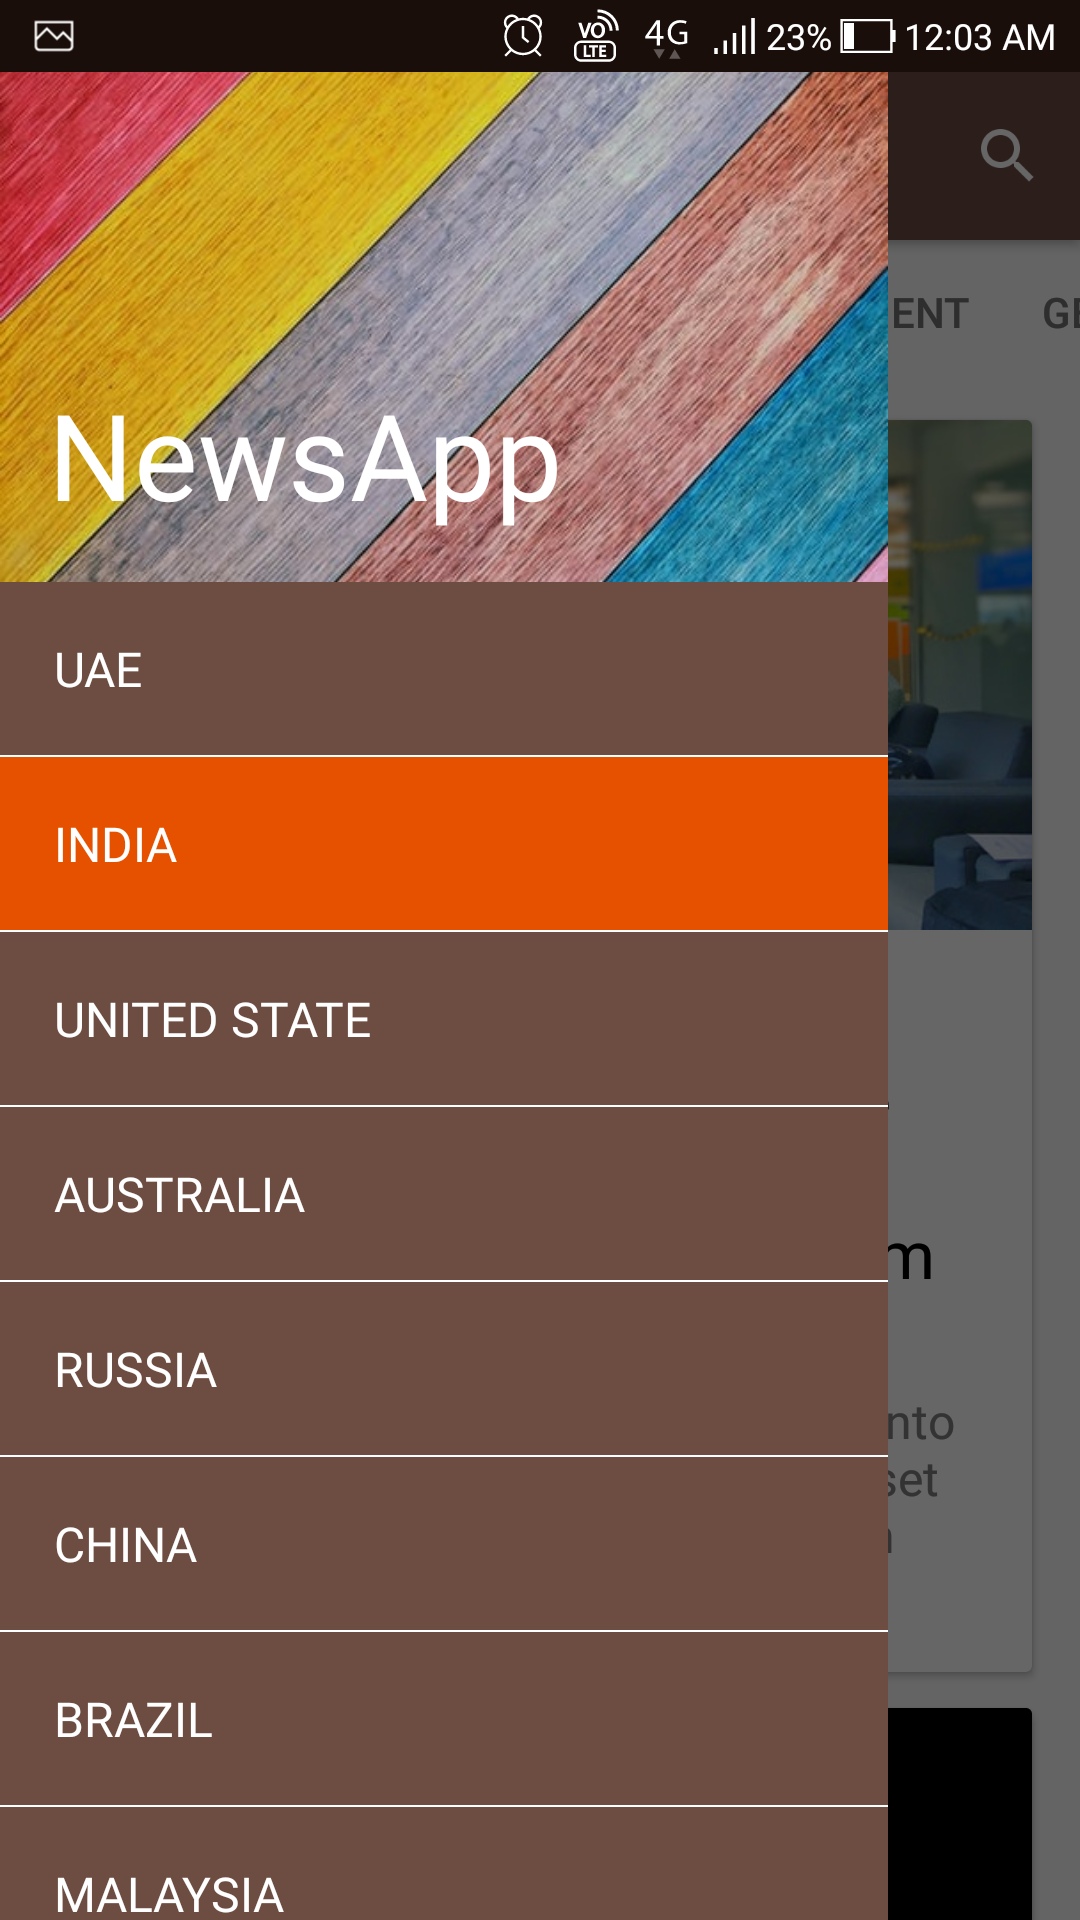 VO LTE 4G 23% 12:03 AM
ENT
NewsApp
UAE
INDIA
UNITED STATE
AUSTRALIA
RUSSIA
nto
set
CHINA
BRAZIL
MALAYSIA